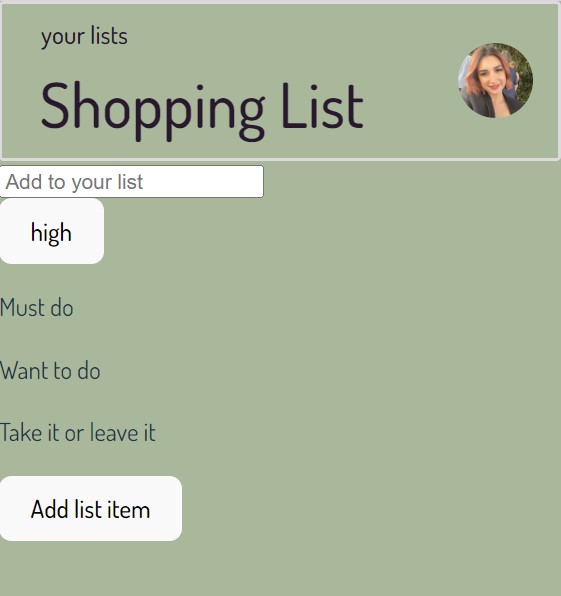 your lists
Shopping List
Add to your list
high
Must do
Want to do
Take it or leave it
Add list item